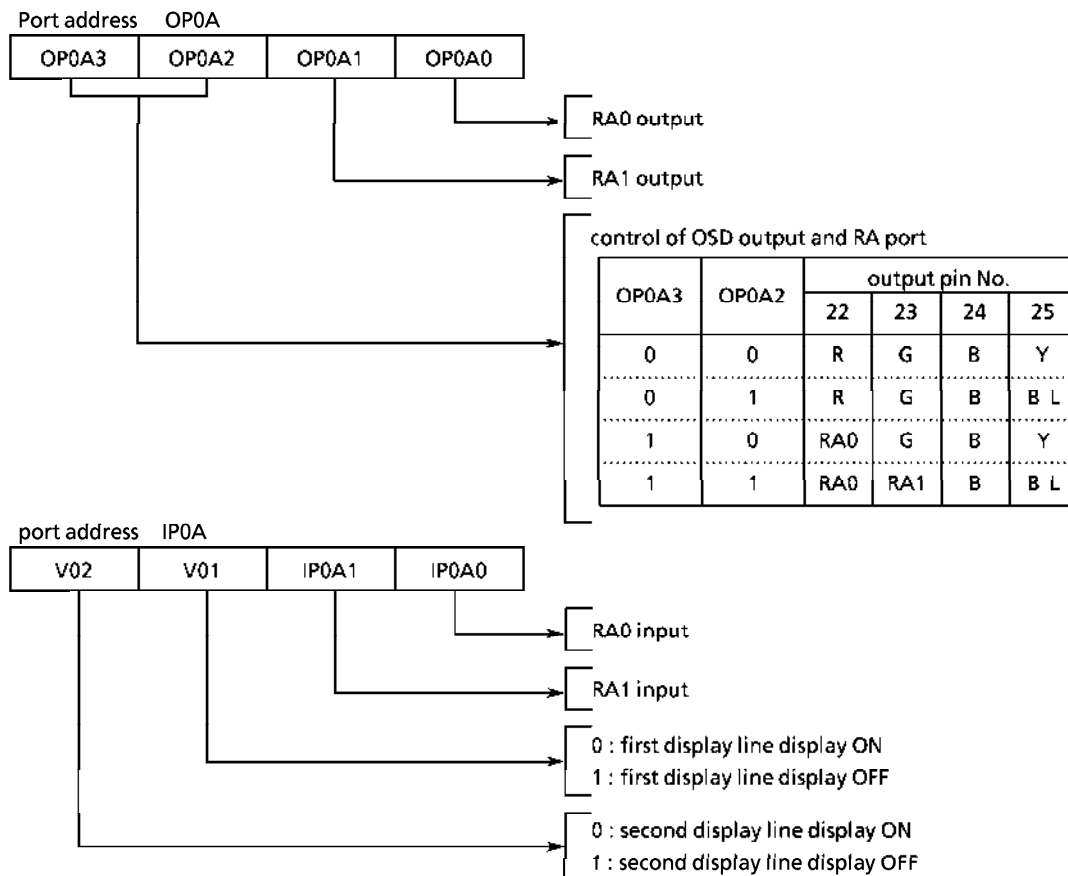 Port address OP0A
OP0A3 OP0A2 OP0A1 OP0A0
RA0 output
RA1 output
control of OSD output and RA port
OP0A3 OP0A2 output pin No.
22 23 24 25
0 0 R G B Y
0 1 R G B B L
1 0 RA0 G B Y
1 1 RA0 RA1 B B L
port address IP0A
V02 V01 IP0A1 IP0A0
RA0 input
RA1 input
0 : first display line display ON
1 : first display line display OFF
0 : second display line display ON
1 : second display line display OFF